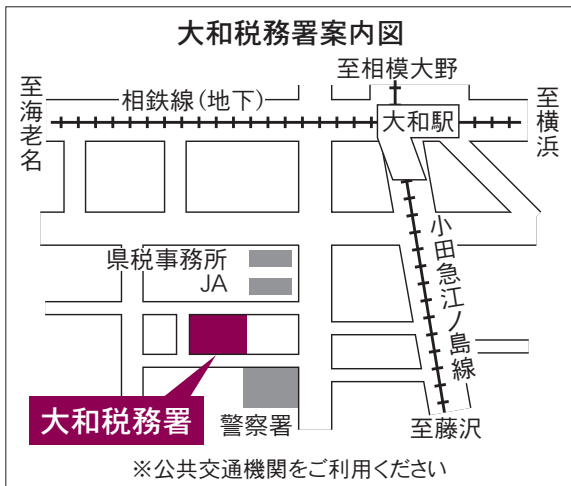 大和税務署案内図
至相模大野
至海老名
相鉄線(地下)
大和駅
至横浜
小田急江ノ島線
県税事務所
JA
大和税務署
警察署
至藤沢
※公共交通機関をご利用ください